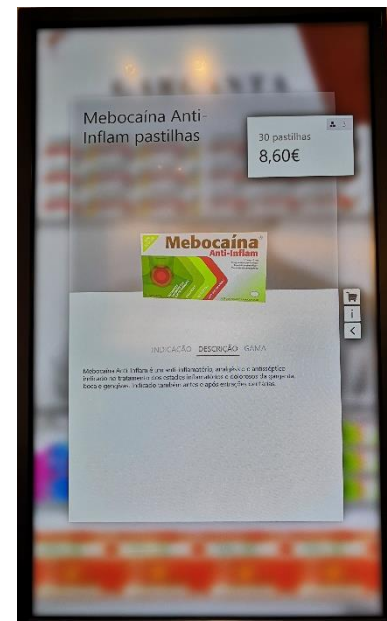 GARGANTA
Mebocaína Anti-
Inflam pastilhas
30 pastilhas
8,60€
Mebocaína
Anti-Inflam
INDICAÇÃO DESCRIÇÃO GAMA
Mebocaína Anti-Inflam é um anti-inflamatório, analgésico e antisséptico
indicado no tratamento dos estados inflamatórios e dolorosos da garganta,
boca e gengivas. Indicado também antes e após extrações dentárias.